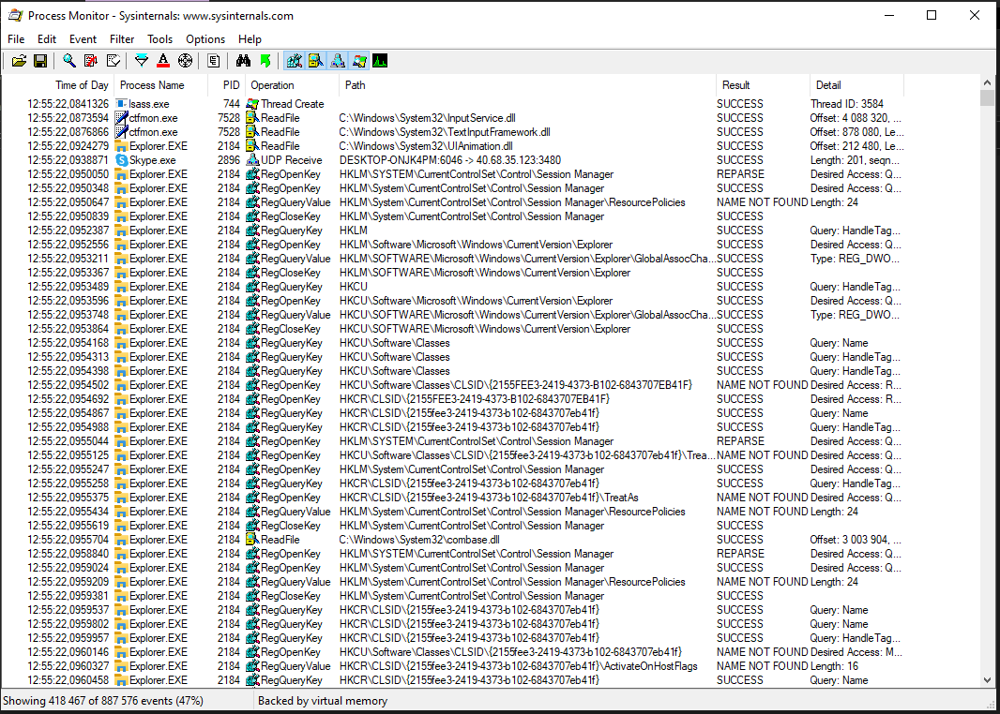 Process Monitor - Sysinternals: www.sysinternals.com
File Edit Event Filter Tools Options Help
Time of Day Process Name PID Operation Path Result Detail
12:55:22,0841326 lsass.exe 744 Thread Create SUCCESS Thread ID: 3584
12:55:22,0873594 ctfmon.exe 7528 ReadFile C:\Windows\System32\InputService.dll SUCCESS Offset: 4 088 320, ...
12:55:22,0876866 ctfmon.exe 7528 ReadFile C:\Windows\System32\TextInputFramework.dll SUCCESS Offset: 878 080, Le...
12:55:22,0924279 Explorer.EXE 2184 ReadFile C:\Windows\System32\UIAnimation.dll SUCCESS Offset: 212 480, Le...
12:55:22,0938871 Skype.exe 2896 UDP Receive DESKTOP-ONJK4PM:6046 -> 40.68.35.123:3480 SUCCESS Length: 201, seqn...
12:55:22,0950050 Explorer.EXE 2184 RegOpenKey HKLM\SYSTEM\CurrentControlSet\Control\Session Manager REPARSE Desired Access: Q...
12:55:22,0950348 Explorer.EXE 2184 RegOpenKey HKLM\System\CurrentControlSet\Control\Session Manager SUCCESS Desired Access: Q...
12:55:22,0950647 Explorer.EXE 2184 RegQueryValue HKLM\System\CurrentControlSet\Control\Session Manager\ResourcePolicies NAME NOT FOUND Length: 24
12:55:22,0950839 Explorer.EXE 2184 RegCloseKey HKLM\System\CurrentControlSet\Control\Session Manager SUCCESS
12:55:22,0952387 Explorer.EXE 2184 RegQueryKey HKLM SUCCESS Query: HandleTag...
12:55:22,0952556 Explorer.EXE 2184 RegOpenKey HKLM\Software\Microsoft\Windows\CurrentVersion\Explorer SUCCESS Desired Access: Q...
12:55:22,0953211 Explorer.EXE 2184 RegQueryValue HKLM\SOFTWARE\Microsoft\Windows\CurrentVersion\Explorer\GlobalAssocCha... SUCCESS Type: REG_DWO...
12:55:22,0953367 Explorer.EXE 2184 RegCloseKey HKLM\SOFTWARE\Microsoft\Windows\CurrentVersion\Explorer SUCCESS
12:55:22,0953489 Explorer.EXE 2184 RegQueryKey HKCU SUCCESS Query: HandleTag...
12:55:22,0953596 Explorer.EXE 2184 RegOpenKey HKCU\Software\Microsoft\Windows\CurrentVersion\Explorer SUCCESS Desired Access: Q...
12:55:22,0953748 Explorer.EXE 2184 RegQueryValue HKCU\SOFTWARE\Microsoft\Windows\CurrentVersion\Explorer\GlobalAssocCha... SUCCESS Type: REG_DWO...
12:55:22,0953864 Explorer.EXE 2184 RegCloseKey HKCU\SOFTWARE\Microsoft\Windows\CurrentVersion\Explorer SUCCESS
12:55:22,0954168 Explorer.EXE 2184 RegQueryKey HKCU\Software\Classes SUCCESS Query: Name
12:55:22,0954313 Explorer.EXE 2184 RegQueryKey HKCU\Software\Classes SUCCESS Query: HandleTag...
12:55:22,0954398 Explorer.EXE 2184 RegQueryKey HKCU\Software\Classes SUCCESS Query: HandleTag...
12:55:22,0954502 Explorer.EXE 2184 RegOpenKey HKCU\Software\Classes\CLSID\{2155FEE3-2419-4373-B102-6843707EB41F} NAME NOT FOUND Desired Access: R...
12:55:22,0954692 Explorer.EXE 2184 RegOpenKey HKCR\CLSID\{2155FEE3-2419-4373-B102-6843707EB41F} SUCCESS Desired Access: R...
12:55:22,0954867 Explorer.EXE 2184 RegQueryKey HKCR\CLSID\{2155fee3-2419-4373-b102-6843707eb41f} SUCCESS Query: Name
12:55:22,0954988 Explorer.EXE 2184 RegQueryKey HKCR\CLSID\{2155fee3-2419-4373-b102-6843707eb41f} SUCCESS Query: HandleTag...
12:55:22,0955044 Explorer.EXE 2184 RegOpenKey HKLM\SYSTEM\CurrentControlSet\Control\Session Manager REPARSE Desired Access: Q...
12:55:22,0955125 Explorer.EXE 2184 RegOpenKey HKCU\Software\Classes\CLSID\{2155fee3-2419-4373-b102-6843707eb41f}\Trea... NAME NOT FOUND Desired Access: Q...
12:55:22,0955247 Explorer.EXE 2184 RegOpenKey HKLM\System\CurrentControlSet\Control\Session Manager SUCCESS Desired Access: Q...
12:55:22,0955258 Explorer.EXE 2184 RegQueryKey HKCR\CLSID\{2155fee3-2419-4373-b102-6843707eb41f} SUCCESS Query: HandleTag...
12:55:22,0955375 Explorer.EXE 2184 RegOpenKey HKCR\CLSID\{2155fee3-2419-4373-b102-6843707eb41f}\TreatAs NAME NOT FOUND Desired Access: Q...
12:55:22,0955434 Explorer.EXE 2184 RegQueryValue HKLM\System\CurrentControlSet\Control\Session Manager\ResourcePolicies NAME NOT FOUND Length: 24
12:55:22,0955619 Explorer.EXE 2184 RegCloseKey HKLM\System\CurrentControlSet\Control\Session Manager SUCCESS
12:55:22,0955704 Explorer.EXE 2184 ReadFile C:\Windows\System32\combase.dll SUCCESS Offset: 3 003 904, ...
12:55:22,0958840 Explorer.EXE 2184 RegOpenKey HKLM\SYSTEM\CurrentControlSet\Control\Session Manager REPARSE Desired Access: Q...
12:55:22,0959024 Explorer.EXE 2184 RegOpenKey HKLM\System\CurrentControlSet\Control\Session Manager SUCCESS Desired Access: Q...
12:55:22,0959209 Explorer.EXE 2184 RegQueryValue HKLM\System\CurrentControlSet\Control\Session Manager\ResourcePolicies NAME NOT FOUND Length: 24
12:55:22,0959381 Explorer.EXE 2184 RegCloseKey HKLM\System\CurrentControlSet\Control\Session Manager SUCCESS
12:55:22,0959537 Explorer.EXE 2184 RegQueryKey HKCR\CLSID\{2155fee3-2419-4373-b102-6843707eb41f} SUCCESS Query: Name
12:55:22,0959802 Explorer.EXE 2184 RegQueryKey HKCR\CLSID\{2155fee3-2419-4373-b102-6843707eb41f} SUCCESS Query: Name
12:55:22,0959957 Explorer.EXE 2184 RegQueryKey HKCR\CLSID\{2155fee3-2419-4373-b102-6843707eb41f} SUCCESS Query: HandleTag...
12:55:22,0960146 Explorer.EXE 2184 RegOpenKey HKCU\Software\Classes\CLSID\{2155fee3-2419-4373-b102-6843707eb41f} NAME NOT FOUND Desired Access: M...
12:55:22,0960327 Explorer.EXE 2184 RegQueryValue HKCR\CLSID\{2155fee3-2419-4373-b102-6843707eb41f}\ActivateOnHostFlags NAME NOT FOUND Length: 16
12:55:22,0960458 Explorer.EXE 2184 RegQueryKey HKCR\CLSID\{2155fee3-2419-4373-b102-6843707eb41f} SUCCESS Query: Name
Showing 418 467 of 887 576 events (47%) Backed by virtual memory